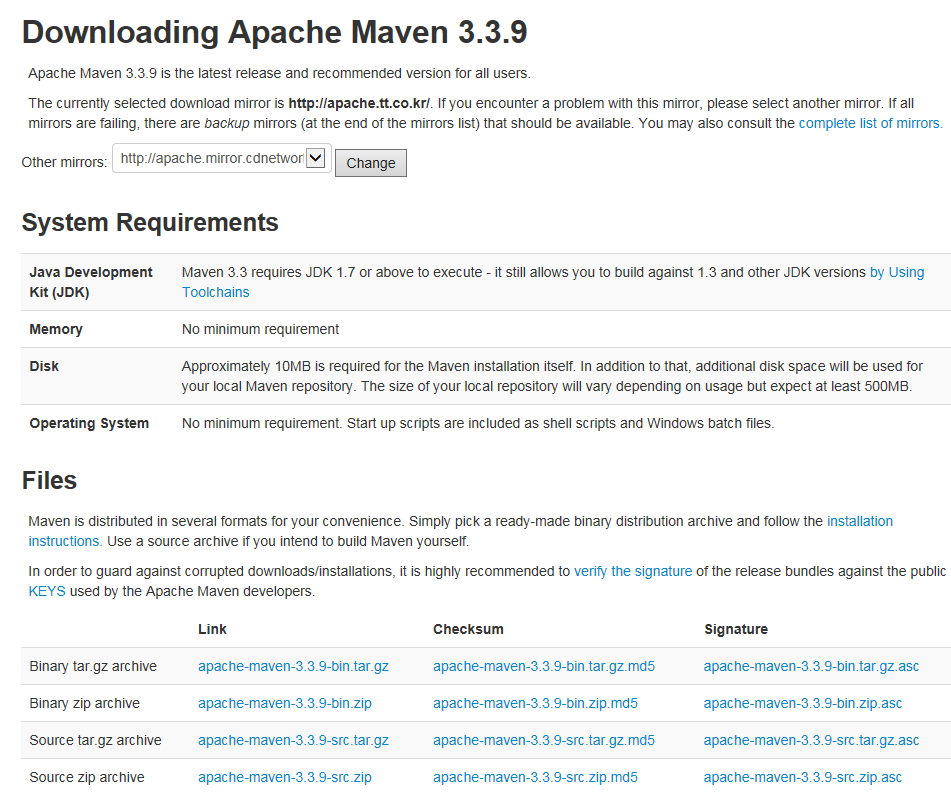 Downloading Apache Maven 3.3.9
Apache Maven 3.3.9 is the latest release and recommended version for all users.
The currently selected download mirror is http://apache.tt.co.kr/. If you encounter a problem with this mirror, please select another mirror. If all
mirrors are failing, there are backup mirrors (at the end of the mirrors list) that should be available. You may also consult the complete list of mirrors.
Other mirrors: http://apache.mirror.cdnetwor Change
System Requirements
Java Development Maven 3.3 requires JDK 1.7 or above to execute - it still allows you to build against 1.3 and other JDK versions by Using
Kit (JDK) Toolchains
Memory No minimum requirement
Disk Approximately 10MB is required for the Maven installation itself. In addition to that, additional disk space will be used for
your local Maven repository. The size of your local repository will vary depending on usage but expect at least 500MB.
Operating System No minimum requirement. Start up scripts are included as shell scripts and Windows batch files.
Files
Maven is distributed in several formats for your convenience. Simply pick a ready-made binary distribution archive and follow the installation
instructions. Use a source archive if you intend to build Maven yourself.
In order to guard against corrupted downloads/installations, it is highly recommended to verify the signature of the release bundles against the public
KEYS used by the Apache Maven developers.
Link Checksum Signature
Binary tar.gz archive apache-maven-3.3.9-bin.tar.gz apache-maven-3.3.9-bin.tar.gz.md5 apache-maven-3.3.9-bin.tar.gz.asc
Binary zip archive apache-maven-3.3.9-bin.zip apache-maven-3.3.9-bin.zip.md5 apache-maven-3.3.9-bin.zip.asc
Source tar.gz archive apache-maven-3.3.9-src.tar.gz apache-maven-3.3.9-src.tar.gz.md5 apache-maven-3.3.9-src.tar.gz.asc
Source zip archive apache-maven-3.3.9-src.zip apache-maven-3.3.9-src.zip.md5 apache-maven-3.3.9-src.zip.asc